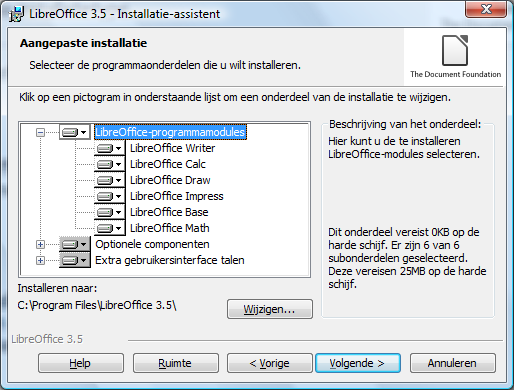 LibreOffice 3.5 - Installatie-assistent
Aangepaste installatie
Selecteer de programmaonderdelen die u wilt installeren.
The Document Foundation
Klik op een pictogram in onderstaande lijst om een onderdeel van de installatie te wijzigen.
LibreOffice-programmamodules
LibreOffice Writer
LibreOffice Calc
LibreOffice Draw
LibreOffice Impress
LibreOffice Base
LibreOffice Math
Optionele componenten
Extra gebruikersinterface talen
Beschrijving van het onderdeel:
Hier kunt u de te installeren
LibreOffice-modules selecteren.
Dit onderdeel vereist 0KB op de
harde schijf. Er zijn 6 van 6
subonderdelen geselecteerd.
Deze vereisen 25MB op de harde
schijf.
Installeren naar:
C:\Program Files\LibreOffice 3.5\
Wijzigen...
LibreOffice 3.5
Help
Ruimte
< Vorige
Volgende >
Annuleren